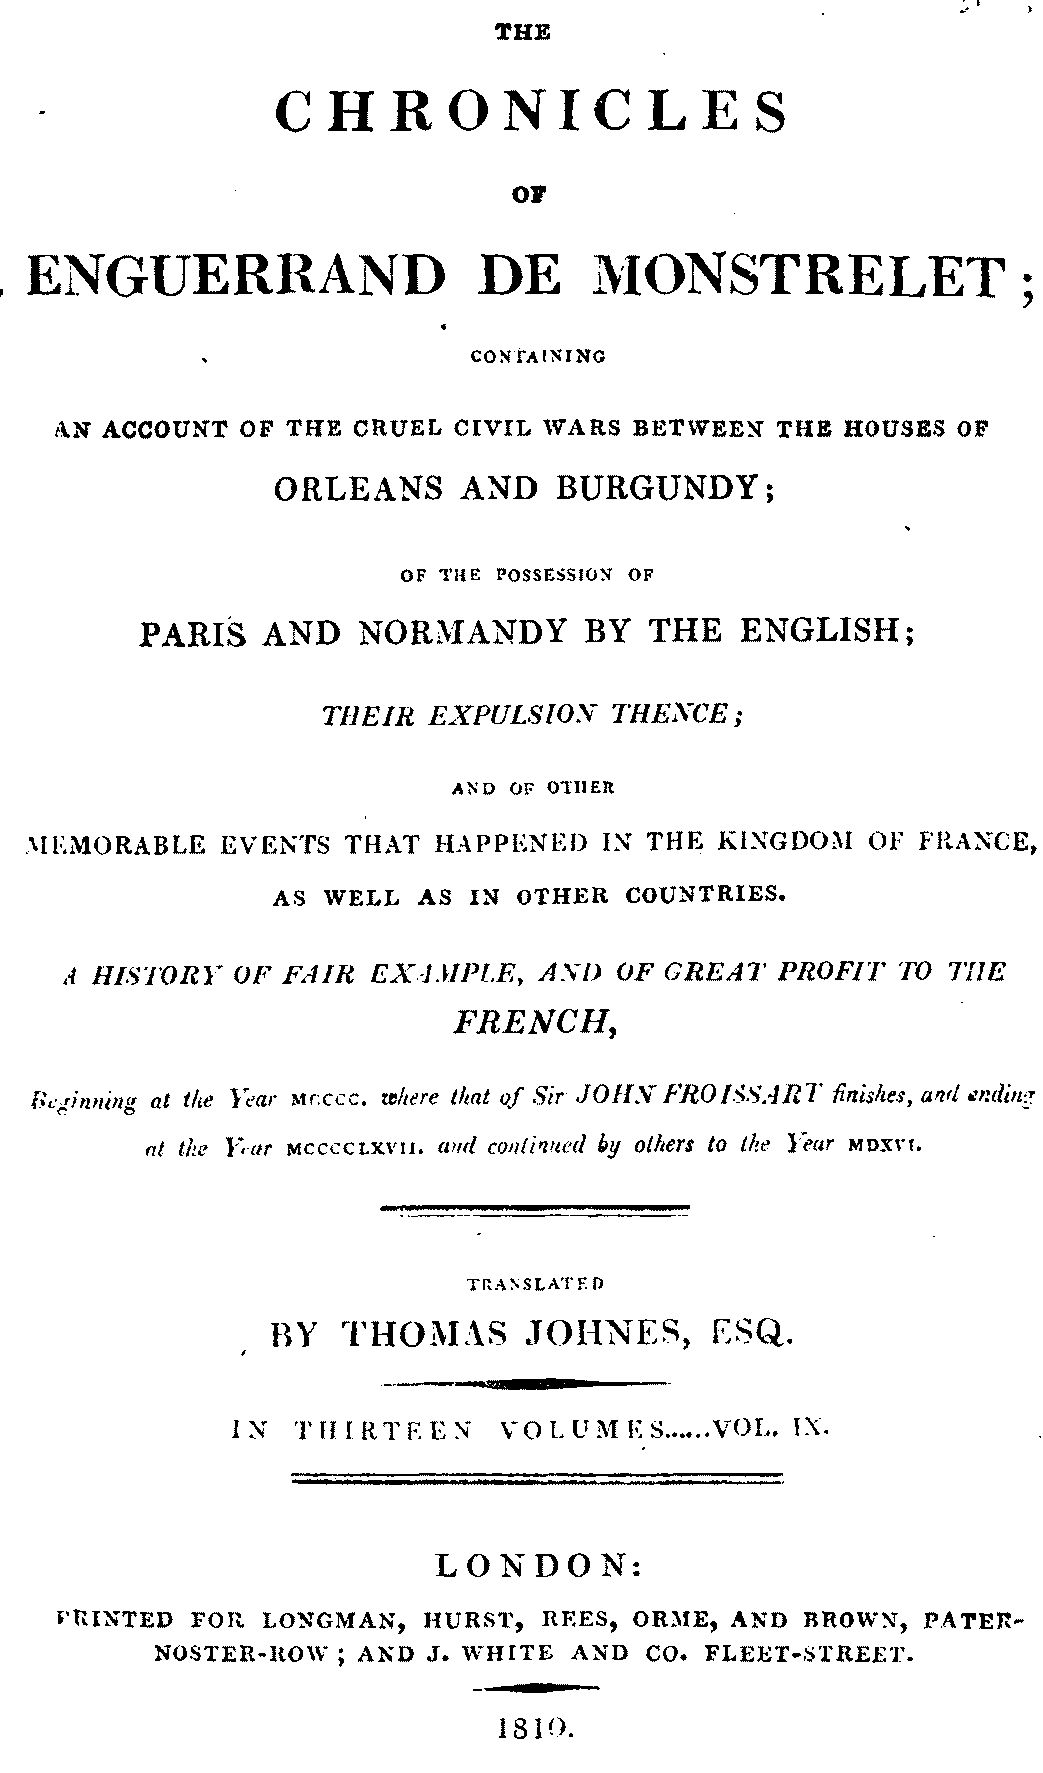 THE
CHRONICLES
OF
ENGUERRAND DE MONSTRELET;
CONTAINING
AN ACCOUNT OF THE CRUEL CIVIL WARS BETWEEN THE HOUSES OF
ORLEANS AND BURGUNDY;
OF THE POSSESSION OF
PARIS AND NORMANDY BY THE ENGLISH;
THEIR EXPULSION THENCE;
AND OF OTHER
MEMORABLE EVENTS THAT HAPPENED IN THE KINGDOM OF FRANCE,
AS WELL AS IN OTHER COUNTRIES.
A HISTORY OF FAIR EXAMPLE, AND OF GREAT PROFIT TO THE
FRENCH,
Beginning at the Year MCCCC. where that of Sir JOHN FROISSART finishes, and ending
at the Year MCCCCLXVII. and continued by others to the Year MDXVI.
TRANSLATED
BY THOMAS JOHNES, ESQ.
IN THIRTEEN VOLUMES......VOL. IX.
LONDON:
PRINTED FOR LONGMAN, HURST, REES, ORME, AND BROWN, PATER-
NOSTER-ROW; AND J. WHITE AND CO. FLEET-STREET.
1810.